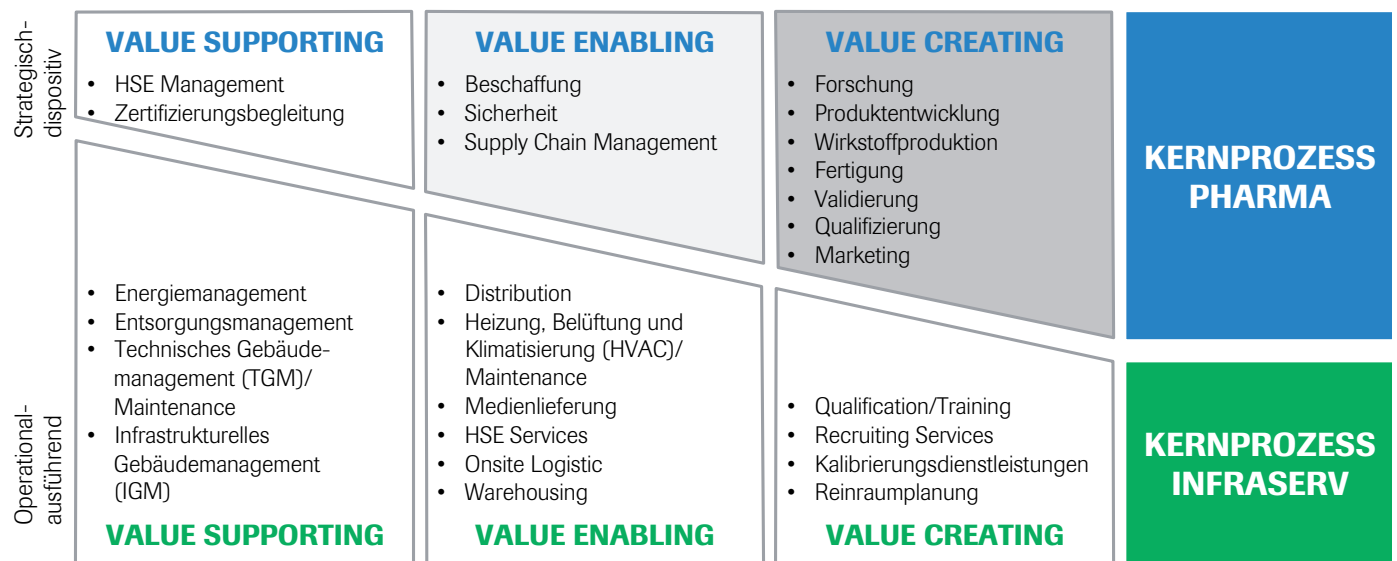 Strategisch-
dispositiv
VALUE SUPPORTING
• HSE Management
• Zertifizierungsbegleitung
VALUE ENABLING
• Beschaffung
• Sicherheit
• Supply Chain Management
VALUE CREATING
• Forschung
• Produktentwicklung
• Wirkstoffproduktion
• Fertigung
• Validierung
• Qualifizierung
• Marketing
KERNPROZESS
PHARMA
Operational-
ausführend
• Energiemanagement
• Entsorgungsmanagement
• Technisches Gebäude-
management (TGM)/
Maintenance
• Infrastrukturelles
Gebäudemanagement
(IGM)
VALUE SUPPORTING
• Distribution
• Heizung, Belüftung und
Klimatisierung (HVAC)/
Maintenance
• Medienlieferung
• HSE Services
• Onsite Logistic
• Warehousing
VALUE ENABLING
• Qualification/Training
• Recruiting Services
• Kalibrierungsdienstleistungen
• Reinraumplanung
VALUE CREATING
KERNPROZESS
INFRASERV